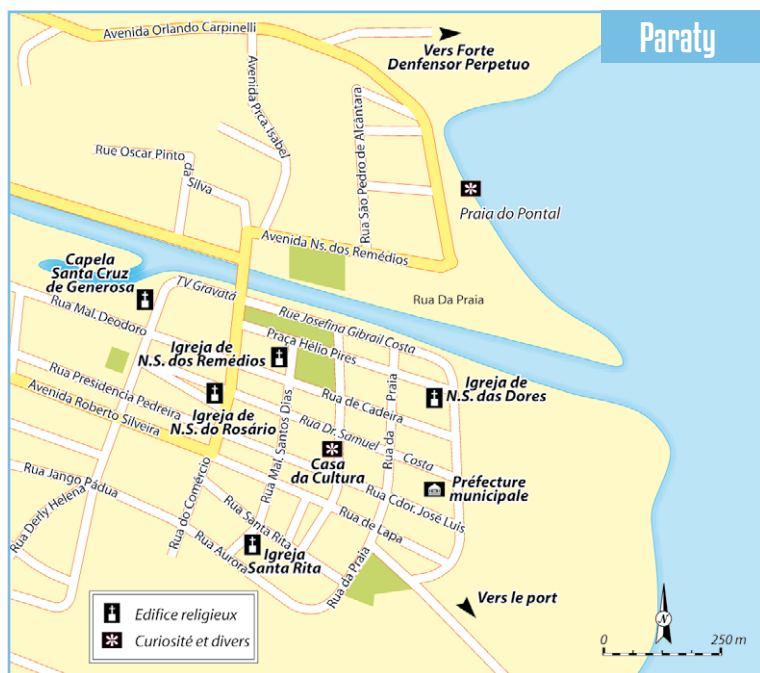 Paraty
Avenida Orlando Carpinelli
Vers Forte
Denfensor Perpetuo
Avenida Prca. Isabel
Rua São Pedro de Alcântara
Rue Oscar Pinto
da
Silva
Praia do Pontal
Avenida Ns. dos Remédios
Capela
Santa Cruz
de Generosa
TV Gravatá
Rua Da Praia
Rua Mal. Deodoro
Rue Josefina Gibrail Costa
Praça Hélio Pires
Igreja de
N.S. dos Remédios
Rua Presidencia Pedreira
Igreja de
N.S. das Dores
Rua de Cadeira
Rua da Praia
Avenida Roberto Silveira
Igreja de
N.S. do Rosário
Rua Mal. Santos Dias
Rua Dr. Samuel
Costa
Casa
da Cultura
Préfecture
municipale
Rua Jango Pádua
Rua do Comércio
Rua Cdor. José Luis
Rua Derly Helena
Rua Santa Rita
Rua de Lapa
Rua Aurora
Igreja
Santa Rita
Rua da Praia
Vers le port
Edifice religieux
Curiosité et divers
N
0 250 m